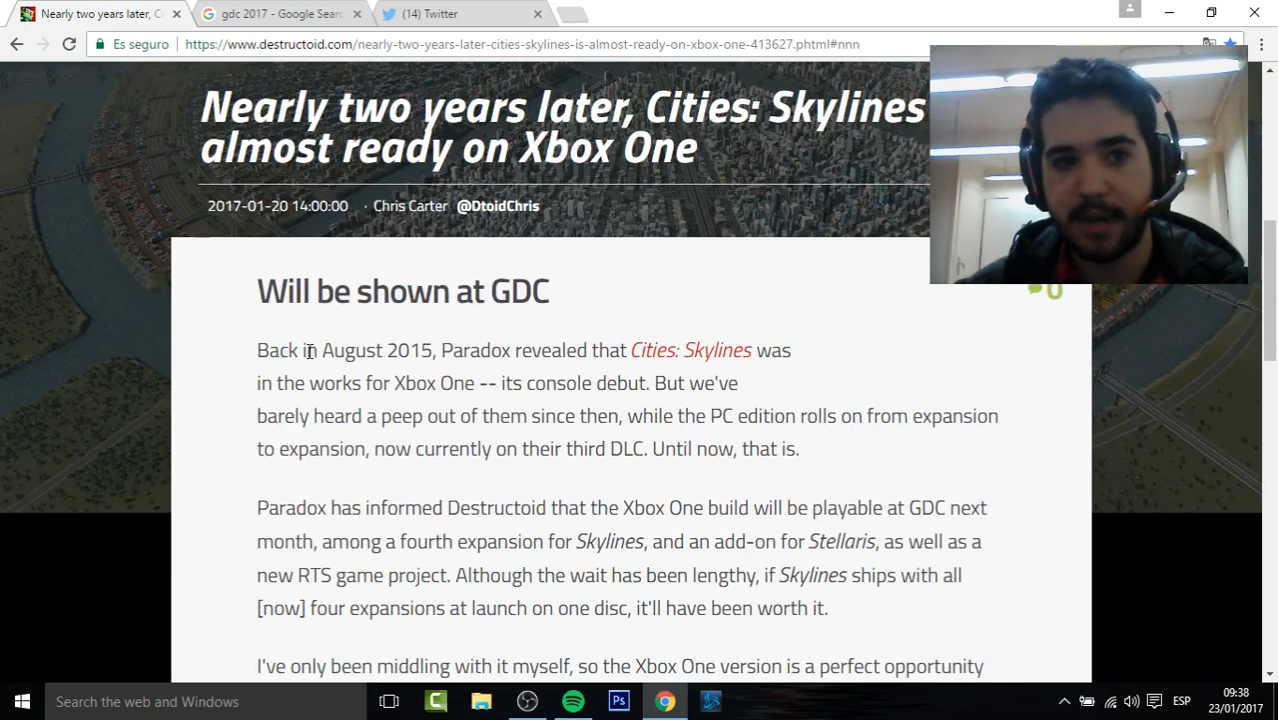 Nearly two years later, C
gdc 2017 - Google Searc
(14) Twitter
Es seguro
https://www.destructoid.com/nearly-two-years-later-cities-skylines-is-almost-ready-on-xbox-one-413627.phtml#nnn
Nearly two years later, Cities: Skylines
almost ready on Xbox One
2017-01-20 14:00:00 · Chris Carter @DtoidChris
Will be shown at GDC
0
Back in August 2015, Paradox revealed that Cities: Skylines was
in the works for Xbox One -- its console debut. But we've
barely heard a peep out of them since then, while the PC edition rolls on from expansion
to expansion, now currently on their third DLC. Until now, that is.
Paradox has informed Destructoid that the Xbox One build will be playable at GDC next
month, among a fourth expansion for Skylines, and an add-on for Stellaris, as well as a
new RTS game project. Although the wait has been lengthy, if Skylines ships with all
[now] four expansions at launch on one disc, it'll have been worth it.
I've only been middling with it myself, so the Xbox One version is a perfect opportunity
Search the web and Windows
Ps
ESP
09:38
23/01/2017